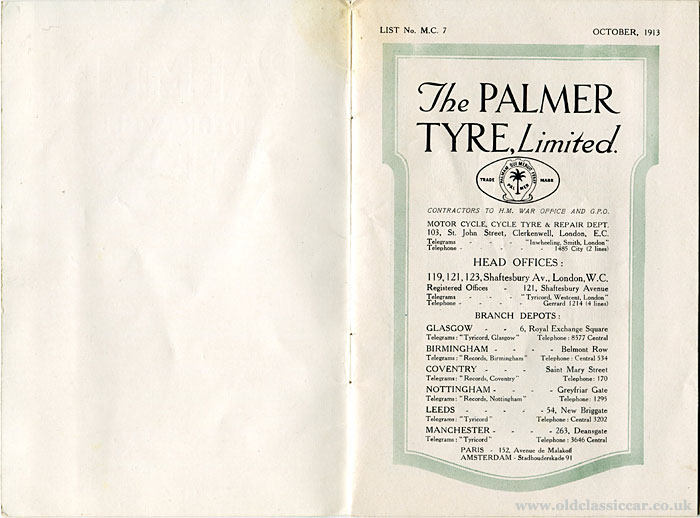 LIST No. M.C. 7 OCTOBER, 1913
The PALMER
TYRE, Limited.
PALMAM QUI MERUIT FERAT
TRADE MARK
PALMER
CONTRACTORS TO H.M. WAR OFFICE AND G.P.O.
MOTOR CYCLE, CYCLE TYRE & REPAIR DEPT.
103, St. John Street, Clerkenwell, London, E.C.
Telegrams - - - - "Inwheeling, Smith, London"
Telephone - - - - 1485 City (2 lines)
HEAD OFFICES:
119, 121, 123, Shaftesbury Av., London, W.C.
Registered Offices - 121, Shaftesbury Avenue
Telegrams - - - - "Tyricord, Westcent, London"
Telephone - - - - Gerrard 1214 (4 lines)
BRANCH DEPOTS:
GLASGOW - - 6, Royal Exchange Square
Telegrams: "Tyricord, Glasgow" Telephone: 8577 Central
BIRMINGHAM - - - - Belmont Row
Telegrams: "Records, Birmingham" Telephone: Central 534
COVENTRY - - - Saint Mary Street
Telegrams: "Records, Coventry" Telephone: 170
NOTTINGHAM - - - - Greyfriar Gate
Telegrams: "Records, Nottingham" Telephone: 1295
LEEDS - - - - 54, New Briggate
Telegrams: "Tyricord" Telephone: Central 3202
MANCHESTER - - - 263, Deansgate
Telegrams: "Tyricord" Telephone: 3646 Central
PARIS - 152, Avenue de Malakoff
AMSTERDAM - Stadhouderskade 91
www.oldclassiccar.co.uk